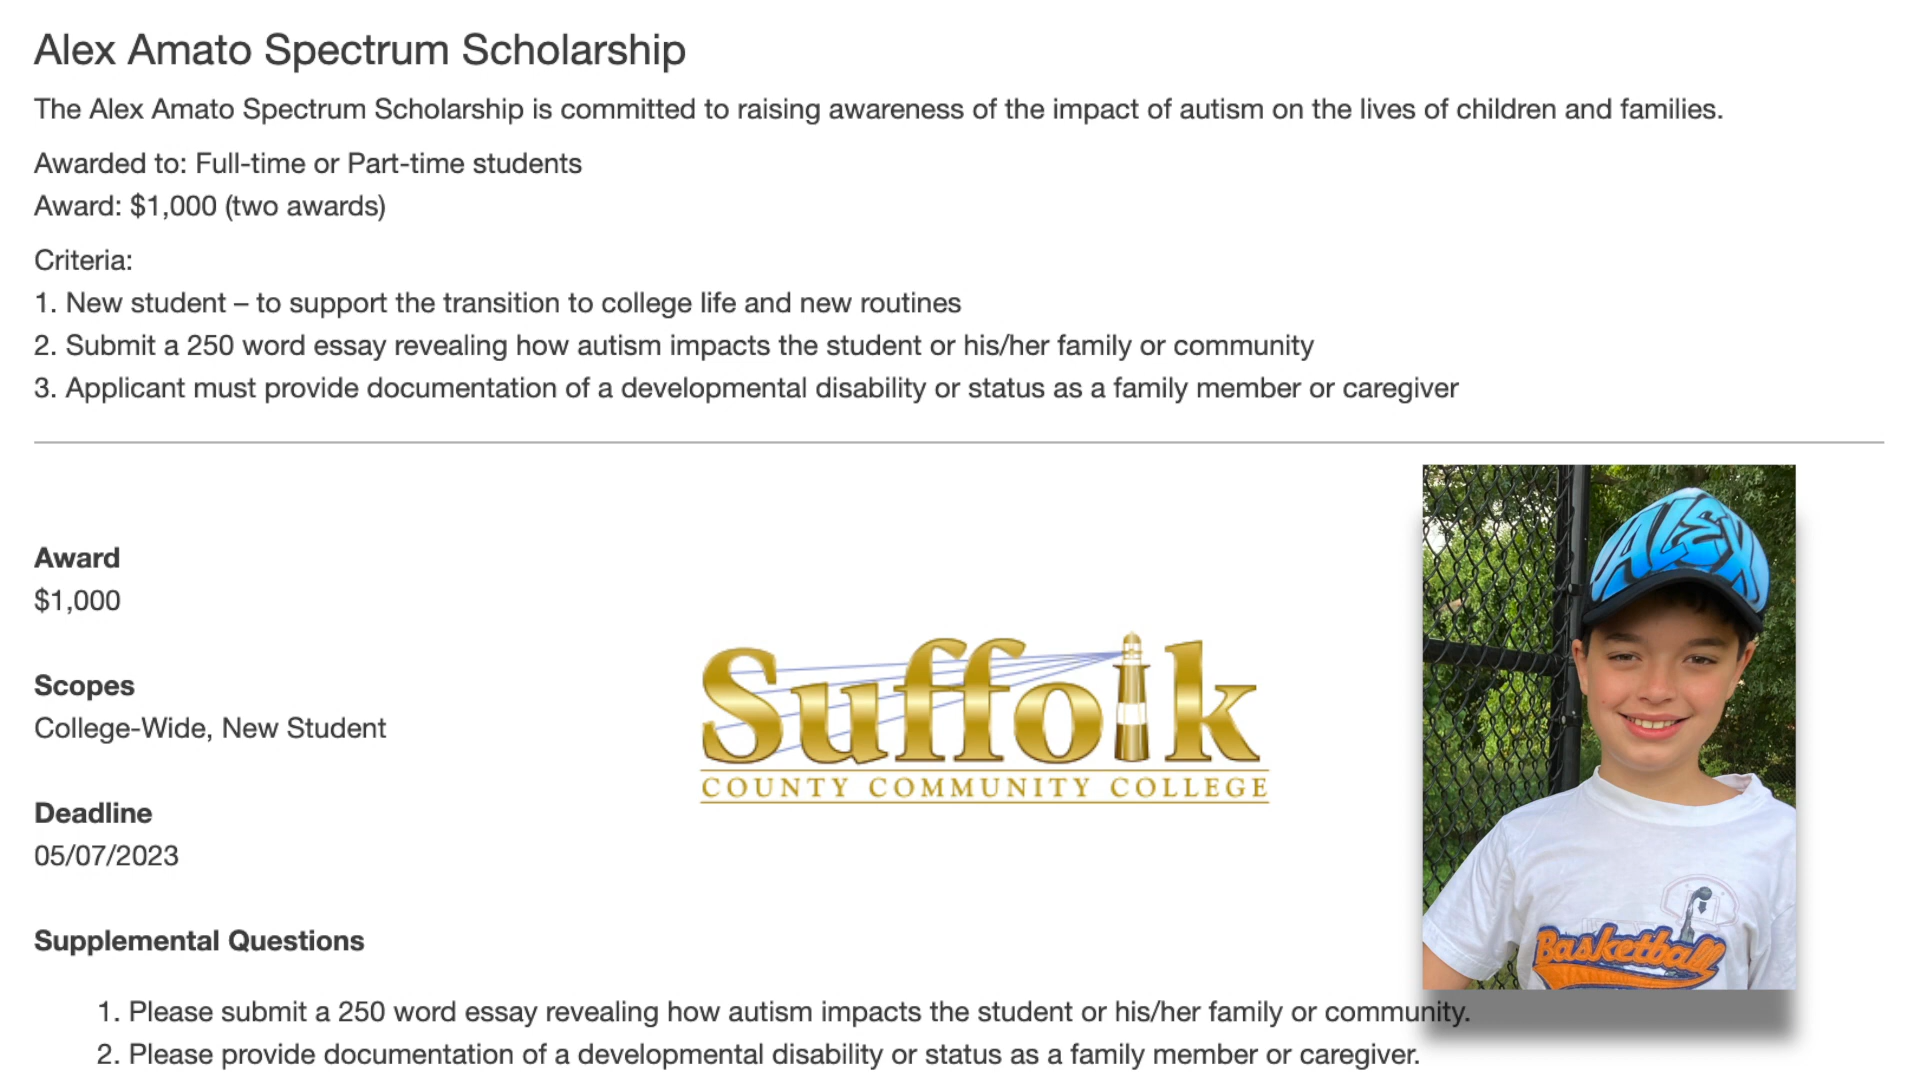 Alex Amato Spectrum Scholarship
The Alex Amato Spectrum Scholarship is committed to raising awareness of the impact of autism on the lives of children and families.
Awarded to: Full-time or Part-time students
Award: $1,000 (two awards)
Criteria:
1. New student – to support the transition to college life and new routines
2. Submit a 250 word essay revealing how autism impacts the student or his/her family or community
3. Applicant must provide documentation of a developmental disability or status as a family member or caregiver
Award
$1,000
Scopes
College-Wide, New Student
Deadline
05/07/2023
Supplemental Questions
1. Please submit a 250 word essay revealing how autism impacts the student or his/her family or community.
2. Please provide documentation of a developmental disability or status as a family member or caregiver.
Suffolk
COUNTY COMMUNITY COLLEGE
ALEX
Basketball